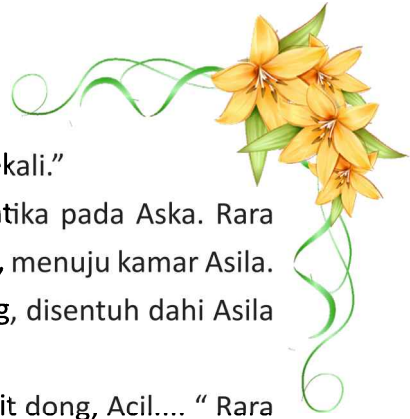 kali.”
tika pada Aska. Rara
, menuju kamar Asila.
, disentuh dahi Asila
it dong, Acil.... “ Rara